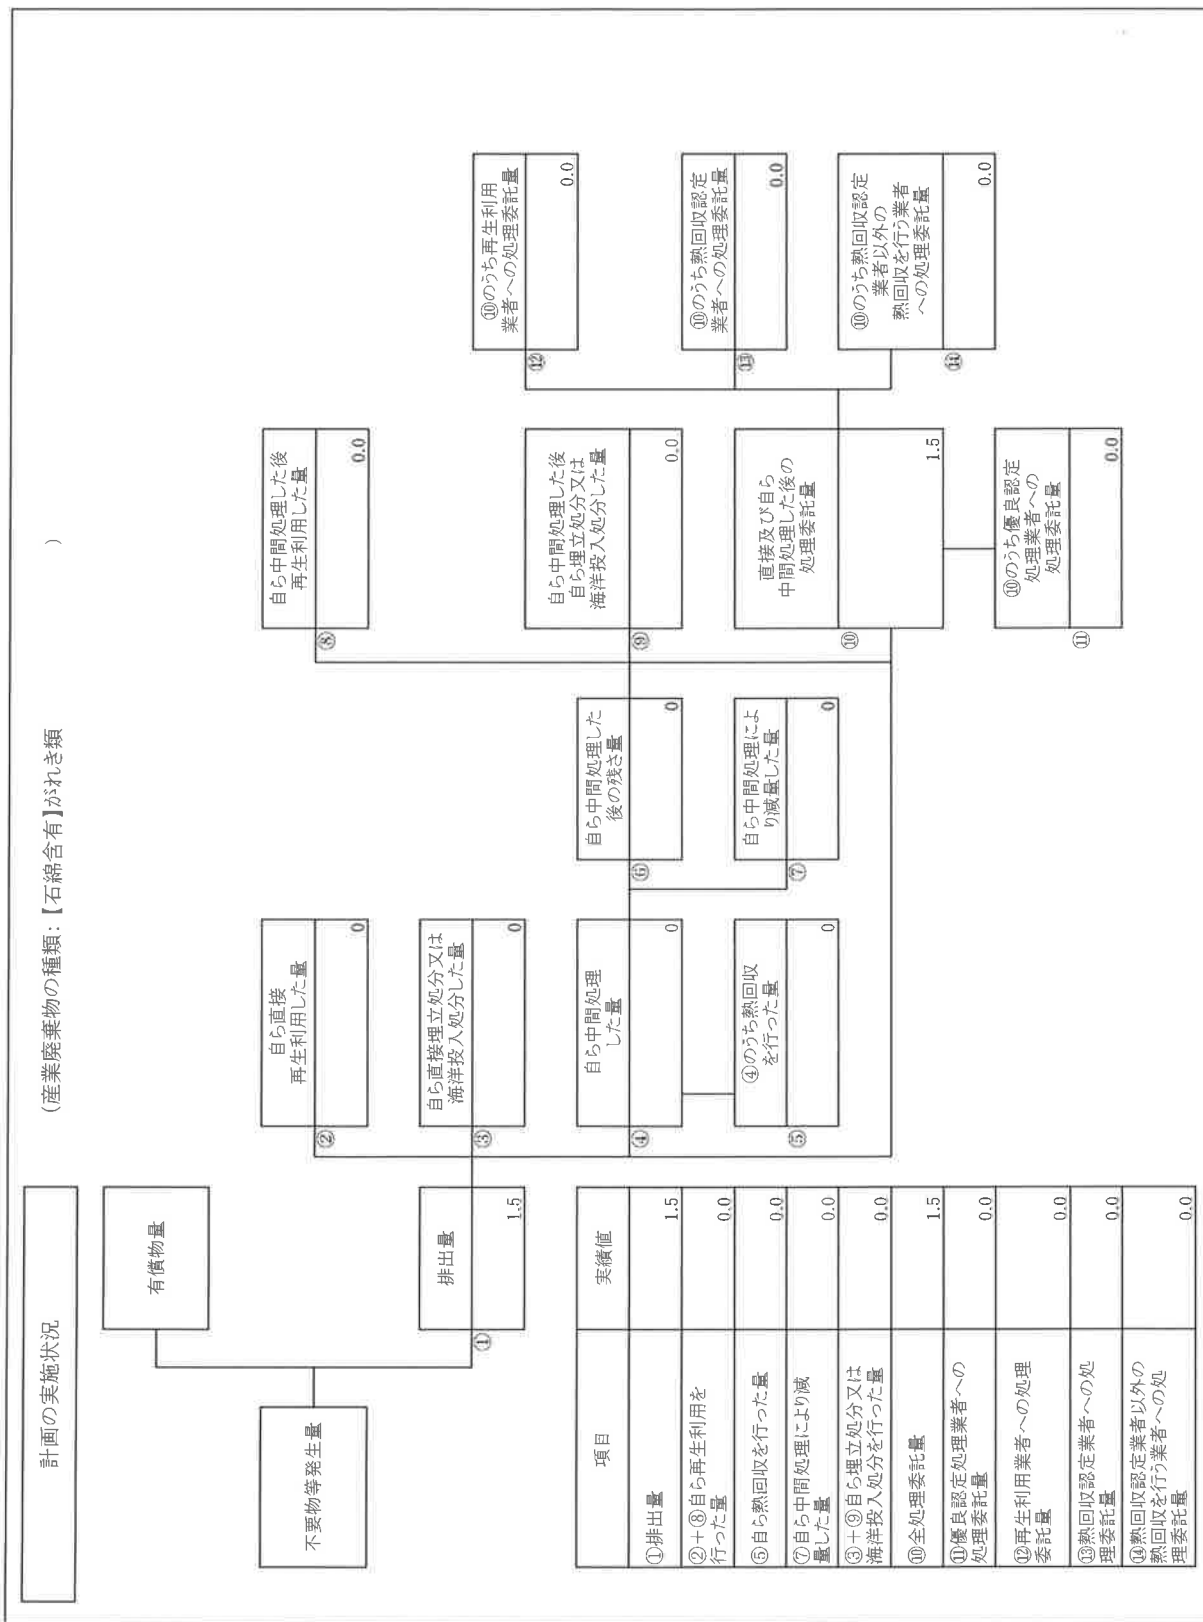 計画の実施状況
(産業廃棄物の種類:【石綿含有】がれき類
)
不要物等発生量
有償物量
①
排出量
1.5
②
自ら直接
再生利用した量
0
③
自ら直接埋立処分又は
海洋投入処分した量
0
④
自ら中間処理
した量
0
⑤
④のうち熱回収
を行った量
0
⑥
自ら中間処理した
後の残さ量
0
⑦
自ら中間処理によ
り減量した量
0
⑧
自ら中間処理した後
再生利用した量
0.0
⑨
自ら中間処理した後
自ら埋立処分又は
海洋投入処分した量
0.0
⑩
直接及び自ら
中間処理した後の
処理委託量
1.5
⑪
⑩のうち優良認定
処理業者への
処理委託量
0.0
⑫
⑩のうち再生利用
業者への処理委託量
0.0
⑬
⑩のうち熱回収認定
業者への処理委託量
0.0
⑭
⑩のうち熱回収認定
業者以外の
熱回収を行う業者
への処理委託量
0.0
項目
実績値
①排出量
1.5
②+⑧自ら再生利用を
行った量
0.0
⑤自ら熱回収を行った量
0.0
⑦自ら中間処理により減
量した量
0.0
③+⑨自ら埋立処分又は
海洋投入処分を行った量
0.0
⑩全処理委託量
1.5
⑪優良認定処理業者への
処理委託量
0.0
⑫再生利用業者への処理
委託量
0.0
⑬熱回収認定業者への処
理委託量
0.0
⑭熱回収認定業者以外の
熱回収を行う業者への処
理委託量
0.0